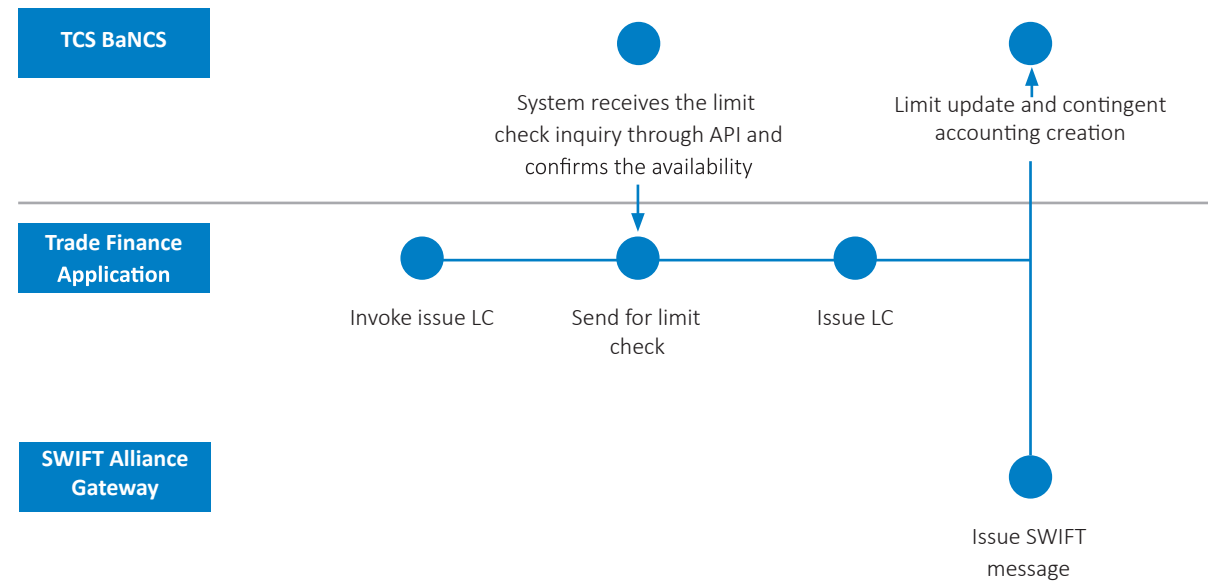 TCS BaNCS
System receives the limit
check inquiry through API and
confirms the availability
Limit update and contingent
accounting creation
Trade Finance
Application
Invoke issue LC
Send for limit
check
Issue LC
SWIFT Alliance
Gateway
Issue SWIFT
message